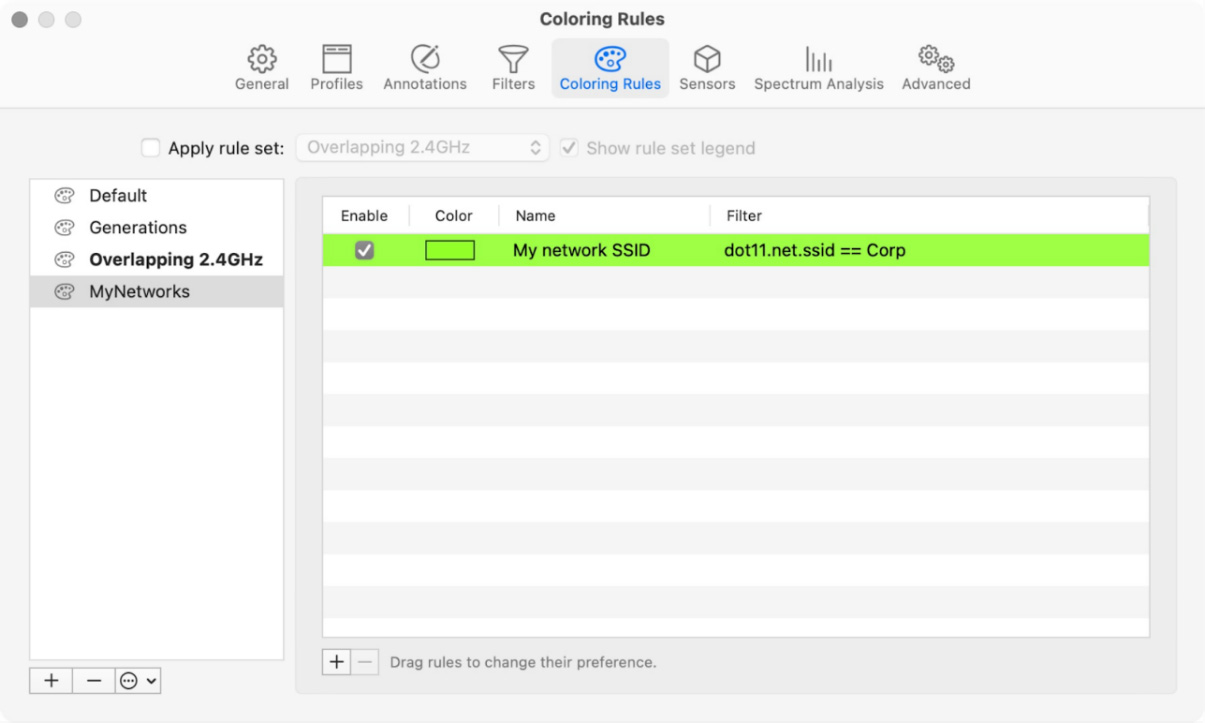 Coloring Rules
General Profiles Annotations Filters Coloring Rules Sensors Spectrum Analysis Advanced
Apply rule set: Overlapping 2.4GHz Show rule set legend
Default
Generations
Overlapping 2.4GHz
MyNetworks
Enable Color Name Filter
My network SSID dot11.net.ssid == Corp
Drag rules to change their preference.